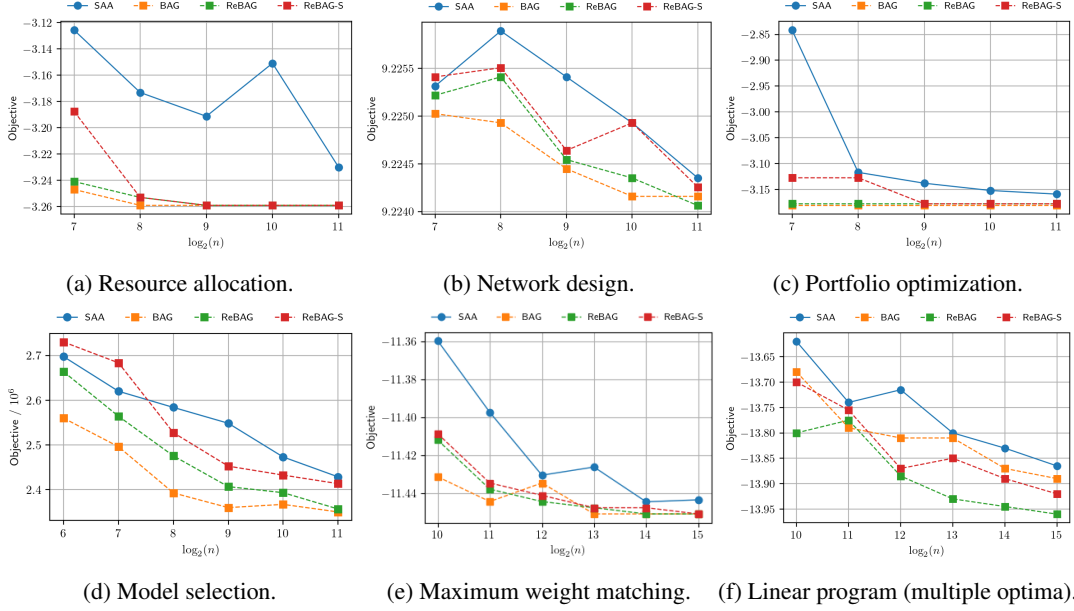 SAA BAG ReBAG ReBAG-S
SAA BAG ReBAG ReBAG-S
SAA BAG ReBAG ReBAG-S
Objective
−3.12
−3.14
−3.16
−3.18
−3.20
−3.22
−3.24
−3.26
7 8 9 10 11
log₂(n)
Objective
9.2255
9.2250
9.2245
9.2240
7 8 9 10 11
log₂(n)
Objective
−2.85
−2.90
−2.95
−3.00
−3.05
−3.10
−3.15
7 8 9 10 11
log₂(n)
(a) Resource allocation.
(b) Network design.
(c) Portfolio optimization.
SAA BAG ReBAG ReBAG-S
SAA BAG ReBAG ReBAG-S
SAA BAG ReBAG ReBAG-S
Objective / 10⁶
2.7
2.6
2.5
2.4
6 7 8 9 10 11
log₂(n)
Objective
−11.36
−11.38
−11.40
−11.42
−11.44
10 11 12 13 14 15
log₂(n)
Objective
−13.65
−13.70
−13.75
−13.80
−13.85
−13.90
−13.95
10 11 12 13 14 15
log₂(n)
(d) Model selection.
(e) Maximum weight matching.
(f) Linear program (multiple optima).